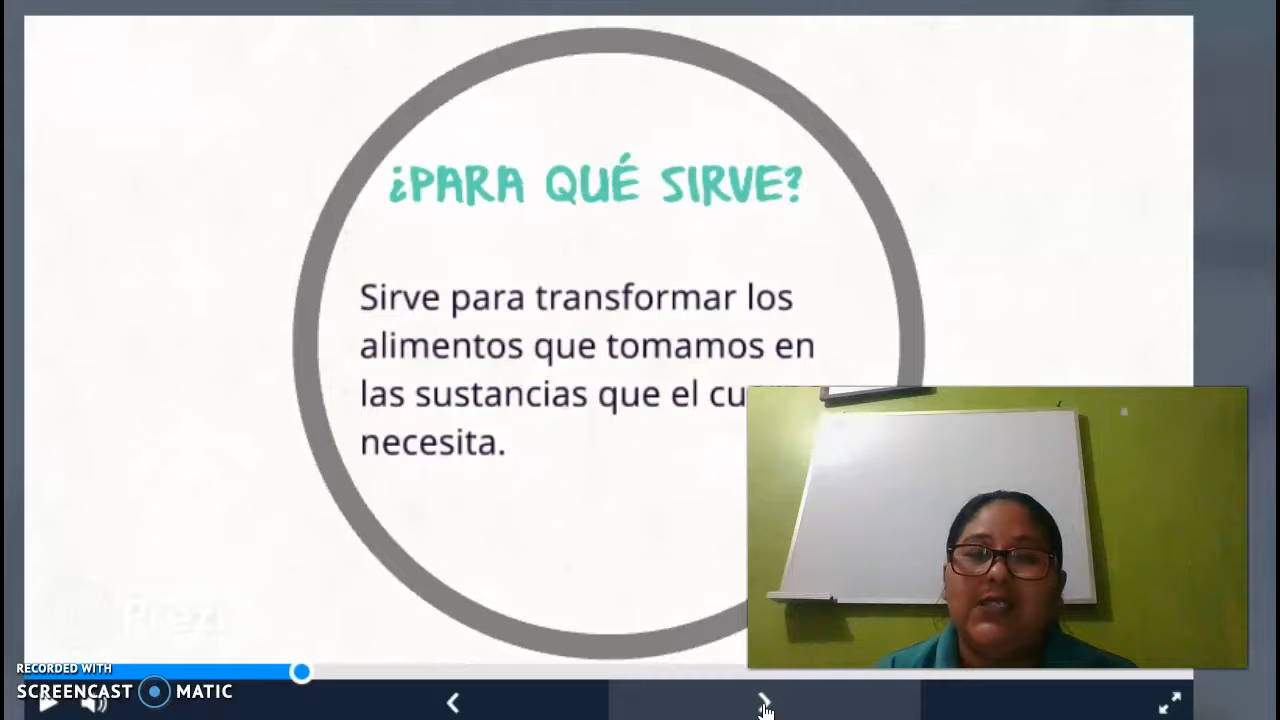 ¿PARA QUÉ SIRVE?
Sirve para transformar los
alimentos que tomamos en
las sustancias que el cu
necesita.
Prezi
RECORDED WITH
SCREENCAST MATIC